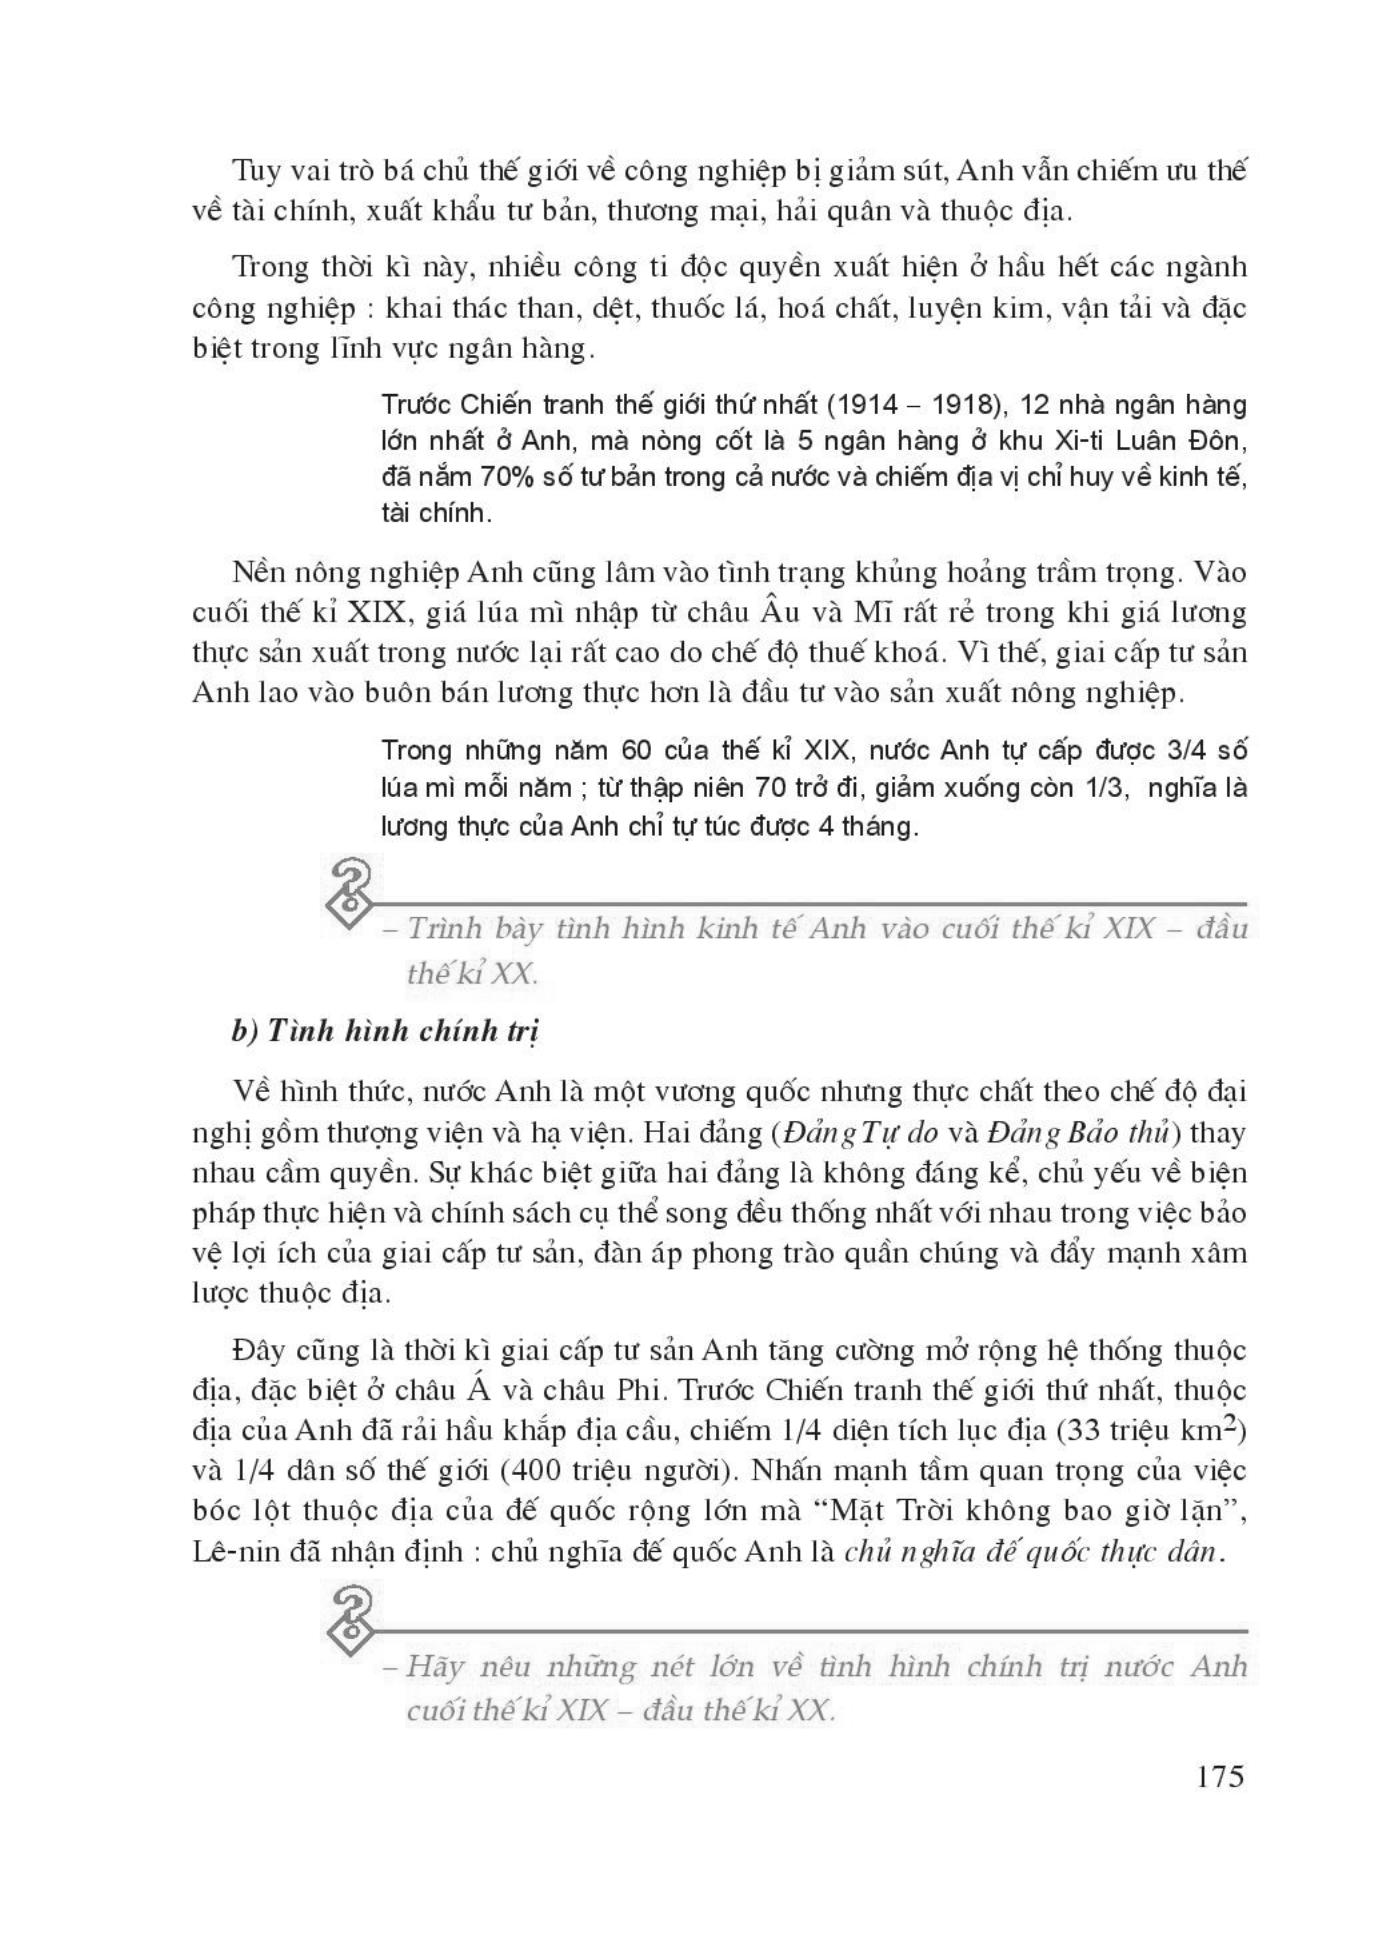 Tuy vai trò bá chủ thế giới về công nghiệp bị giảm sút, Anh vẫn chiếm ưu thế
về tài chính, xuất khẩu tư bản, thương mại, hải quân và thuộc địa.
Trong thời kì này, nhiều công ti độc quyền xuất hiện ở hầu hết các ngành
công nghiệp : khai thác than, dệt, thuốc lá, hoá chất, luyện kim, vận tải và đặc
biệt trong lĩnh vực ngân hàng.
Trước Chiến tranh thế giới thứ nhất (1914 – 1918), 12 nhà ngân hàng
lớn nhất ở Anh, mà nòng cốt là 5 ngân hàng ở khu Xi-ti Luân Đôn,
đã nắm 70% số tư bản trong cả nước và chiếm địa vị chỉ huy về kinh tế,
tài chính.
Nền nông nghiệp Anh cũng lâm vào tình trạng khủng hoảng trầm trọng. Vào
cuối thế kỉ XIX, giá lúa mì nhập từ châu Âu và Mĩ rất rẻ trong khi giá lương
thực sản xuất trong nước lại rất cao do chế độ thuế khoá. Vì thế, giai cấp tư sản
Anh lao vào buôn bán lương thực hơn là đầu tư vào sản xuất nông nghiệp.
Trong những năm 60 của thế kỉ XIX, nước Anh tự cấp được 3/4 số
lúa mì mỗi năm ; từ thập niên 70 trở đi, giảm xuống còn 1/3, nghĩa là
lương thực của Anh chỉ tự túc được 4 tháng.
?
– Trình bày tình hình kinh tế Anh vào cuối thế kỉ XIX – đầu
thế kỉ XX.
b) Tình hình chính trị
Về hình thức, nước Anh là một vương quốc nhưng thực chất theo chế độ đại
nghị gồm thượng viện và hạ viện. Hai đảng (Đảng Tự do và Đảng Bảo thủ) thay
nhau cầm quyền. Sự khác biệt giữa hai đảng là không đáng kể, chủ yếu về biện
pháp thực hiện và chính sách cụ thể song đều thống nhất với nhau trong việc bảo
vệ lợi ích của giai cấp tư sản, đàn áp phong trào quần chúng và đẩy mạnh xâm
lược thuộc địa.
Đây cũng là thời kì giai cấp tư sản Anh tăng cường mở rộng hệ thống thuộc
địa, đặc biệt ở châu Á và châu Phi. Trước Chiến tranh thế giới thứ nhất, thuộc
địa của Anh đã rải hầu khắp địa cầu, chiếm 1/4 diện tích lục địa (33 triệu km²)
và 1/4 dân số thế giới (400 triệu người). Nhấn mạnh tầm quan trọng của việc
bóc lột thuộc địa của đế quốc rộng lớn mà “Mặt Trời không bao giờ lặn”,
Lê-nin đã nhận định : chủ nghĩa đế quốc Anh là chủ nghĩa đế quốc thực dân.
?
– Hãy nêu những nét lớn về tình hình chính trị nước Anh
cuối thế kỉ XIX – đầu thế kỉ XX.
175